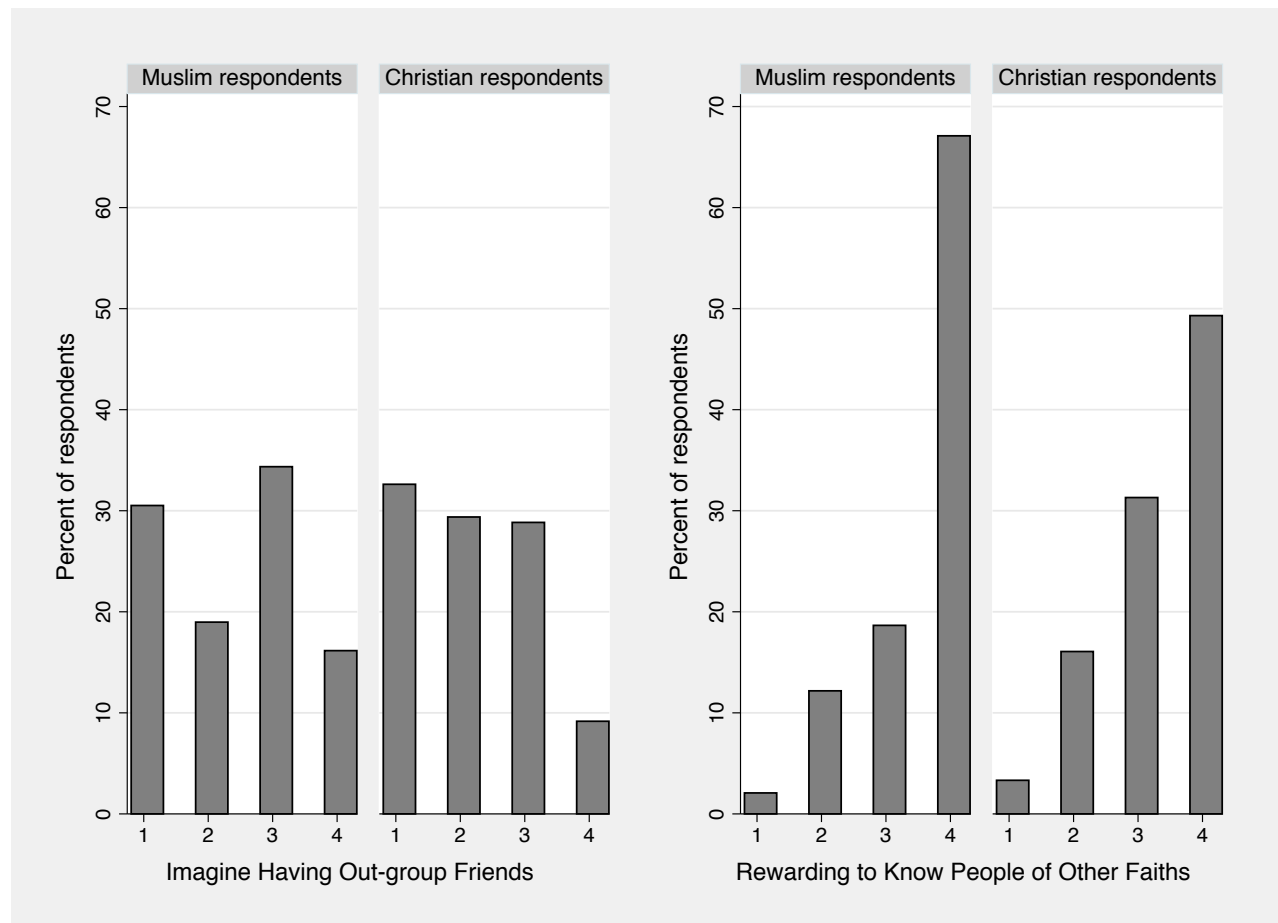 Muslim respondents Christian respondents
70
60
50
40
30
20
10
0
Percent of respondents
1 2 3 4 1 2 3 4
Imagine Having Out-group Friends
Muslim respondents Christian respondents
70
60
50
40
30
20
10
0
Percent of respondents
1 2 3 4 1 2 3 4
Rewarding to Know People of Other Faiths